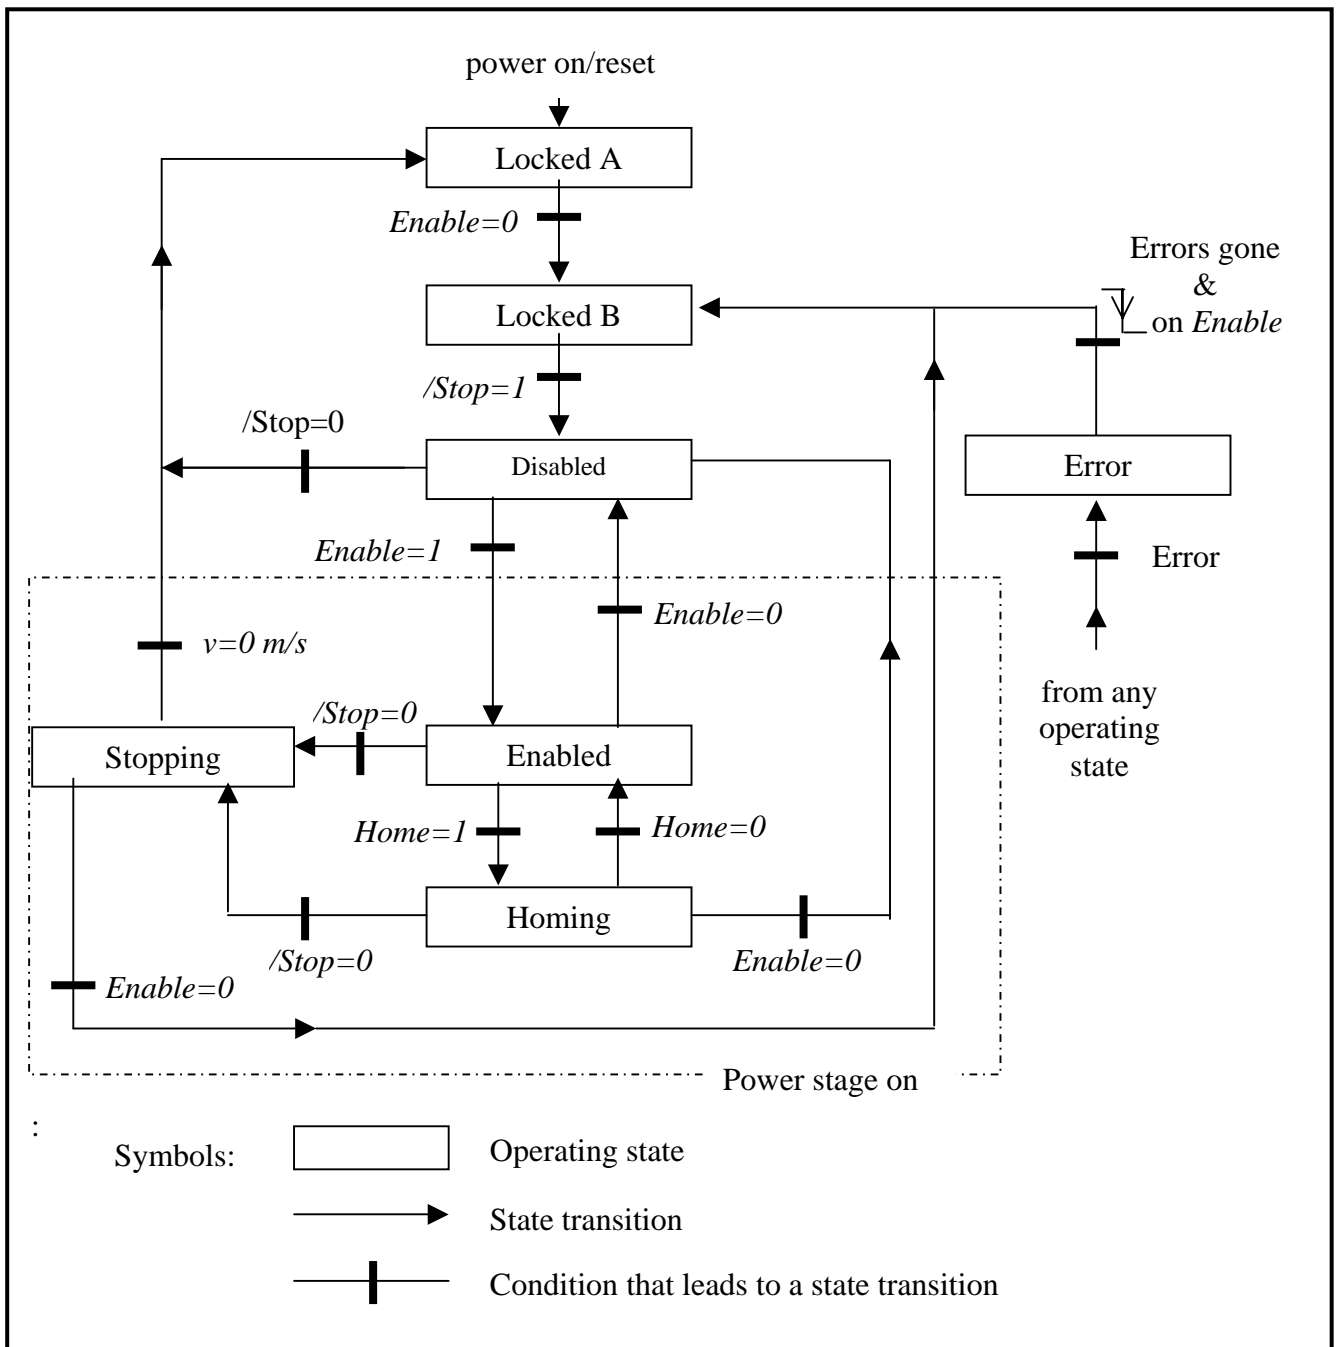 power on/reset
Locked A
Enable=0
Errors gone
&
on Enable
Locked B
/Stop=1
/Stop=0
Disabled
Error
Enable=1
Error
Enable=0
v=0 m/s
from any
operating
state
/Stop=0
Stopping
Enabled
Home=1
Home=0
Homing
/Stop=0
Enable=0
Enable=0
Power stage on
:
Symbols:
Operating state
State transition
Condition that leads to a state transition